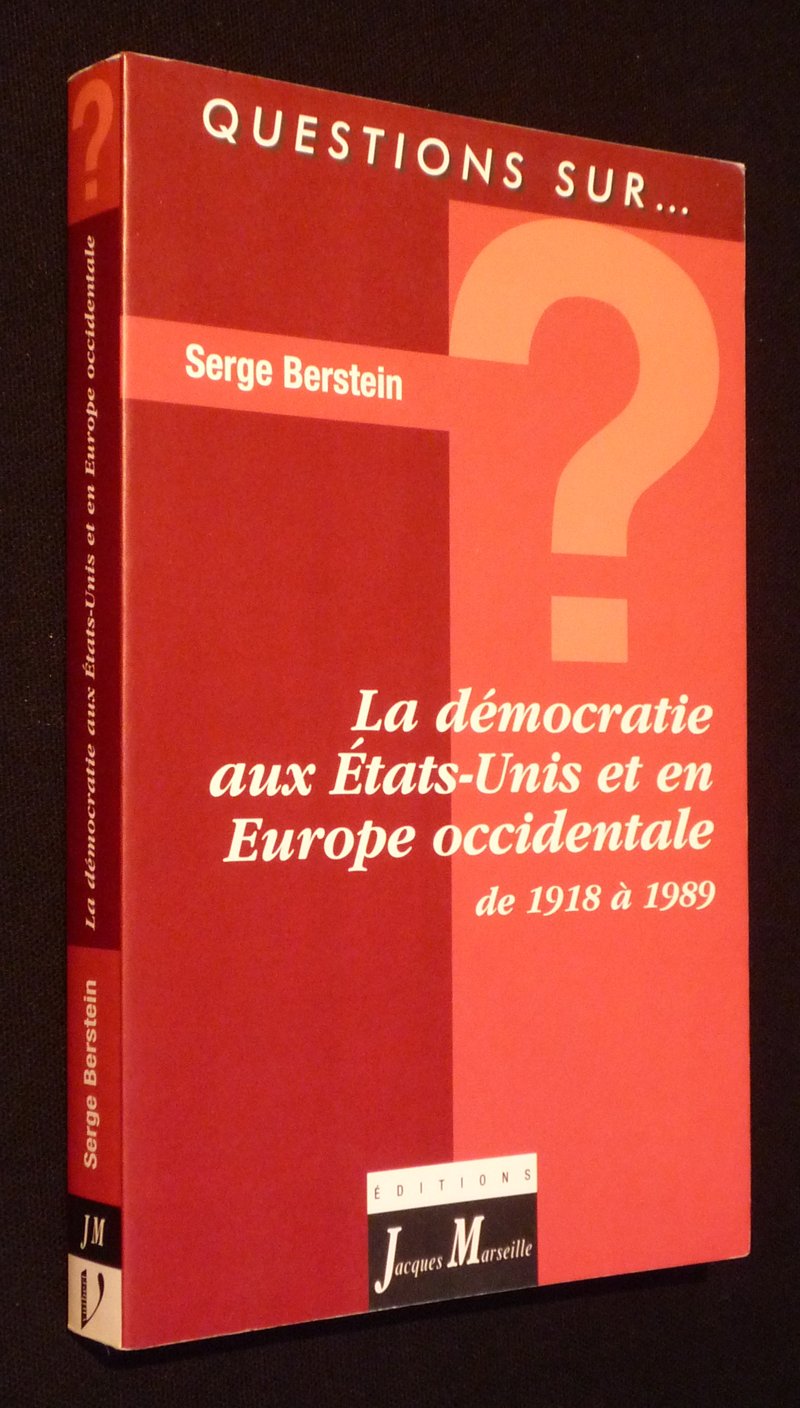 QUESTIONS SUR...
?
Serge Berstein
La démocratie
aux États-Unis et en
Europe occidentale
de 1918 à 1989
ÉDITIONS
Jacques Marseille
?
La démocratie aux États-Unis et en Europe occidentale
Serge Berstein
JM
Vuibert